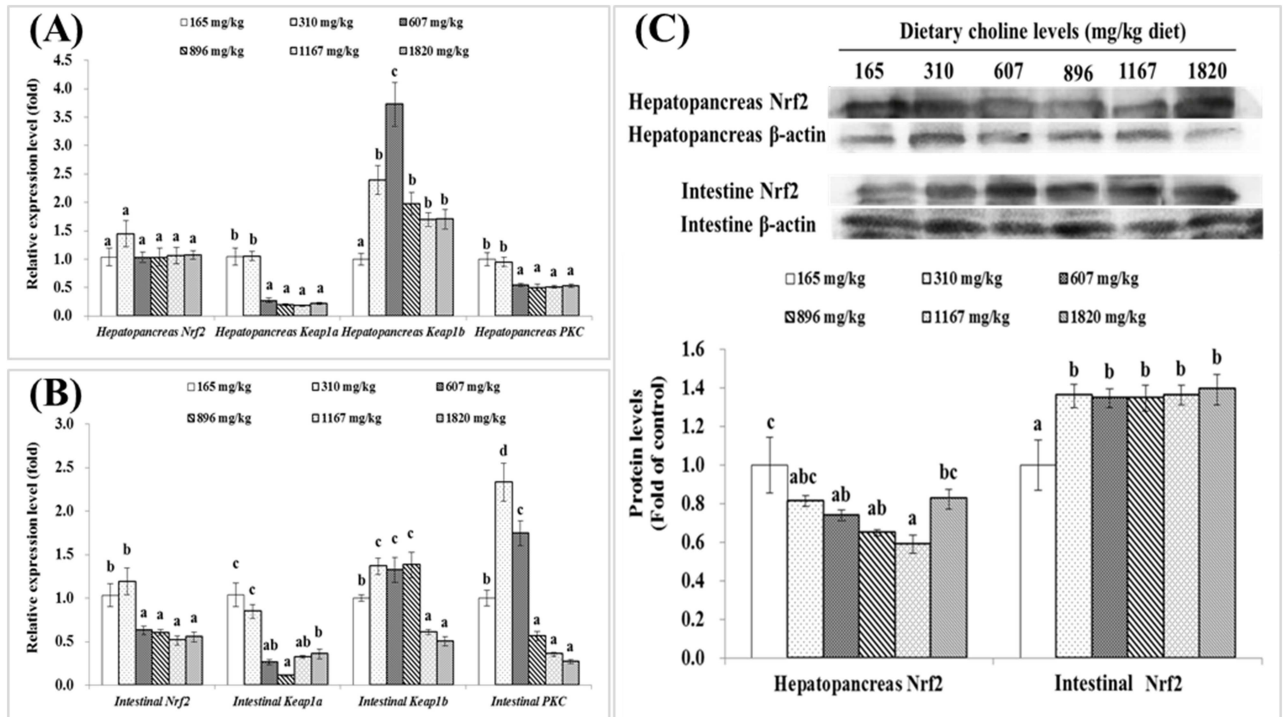 (A)
165 mg/kg 310 mg/kg 607 mg/kg
896 mg/kg 1167 mg/kg 1820 mg/kg
Relative expression level (fold)
4.5
4.0
3.5
3.0
2.5
2.0
1.5
1.0
0.5
0.0
a a a a a a
b b a a a a
a b c b b b
b b a a a a
Hepatopancreas Nrf2 Hepatopancreas Keap1a Hepatopancreas Keap1b Hepatopancreas PKC
(B)
165 mg/kg 310 mg/kg 607 mg/kg
896 mg/kg 1167 mg/kg 1820 mg/kg
Relative expression level (fold)
3.0
2.5
2.0
1.5
1.0
0.5
0.0
b b a a a a
c c ab a ab b
b c c c a a
b d c a a a
Intestinal Nrf2 Intestinal Keap1a Intestinal Keap1b Intestinal PKC
(C)
Dietary choline levels (mg/kg diet)
165 310 607 896 1167 1820
Hepatopancreas Nrf2
Hepatopancreas β-actin
Intestine Nrf2
Intestine β-actin
165 mg/kg 310 mg/kg 607 mg/kg
896 mg/kg 1167 mg/kg 1820 mg/kg
Protein levels
(Fold of control)
1.6
1.4
1.2
1.0
0.8
0.6
0.4
0.2
0.0
c abc ab ab a bc
a b b b b b
Hepatopancreas Nrf2 Intestinal Nrf2